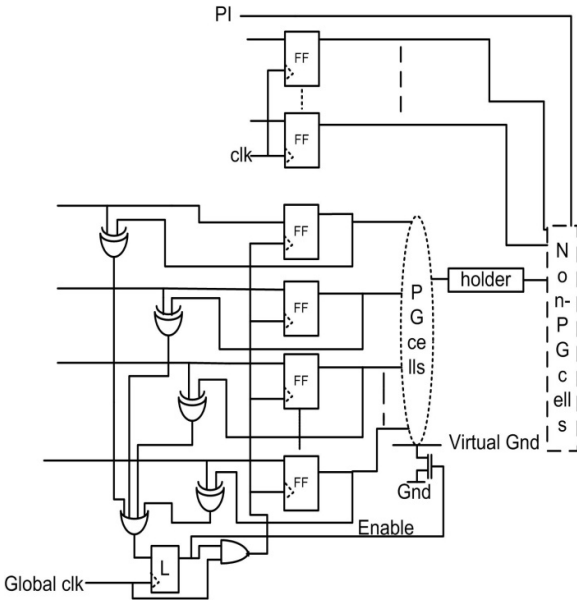 PI
FF
FF
clk
FF
FF
FF
FF
P
G
ce
lls
holder
N
o
n-
P
G
c
ell
s
Virtual Gnd
Gnd
Enable
L
Global clk